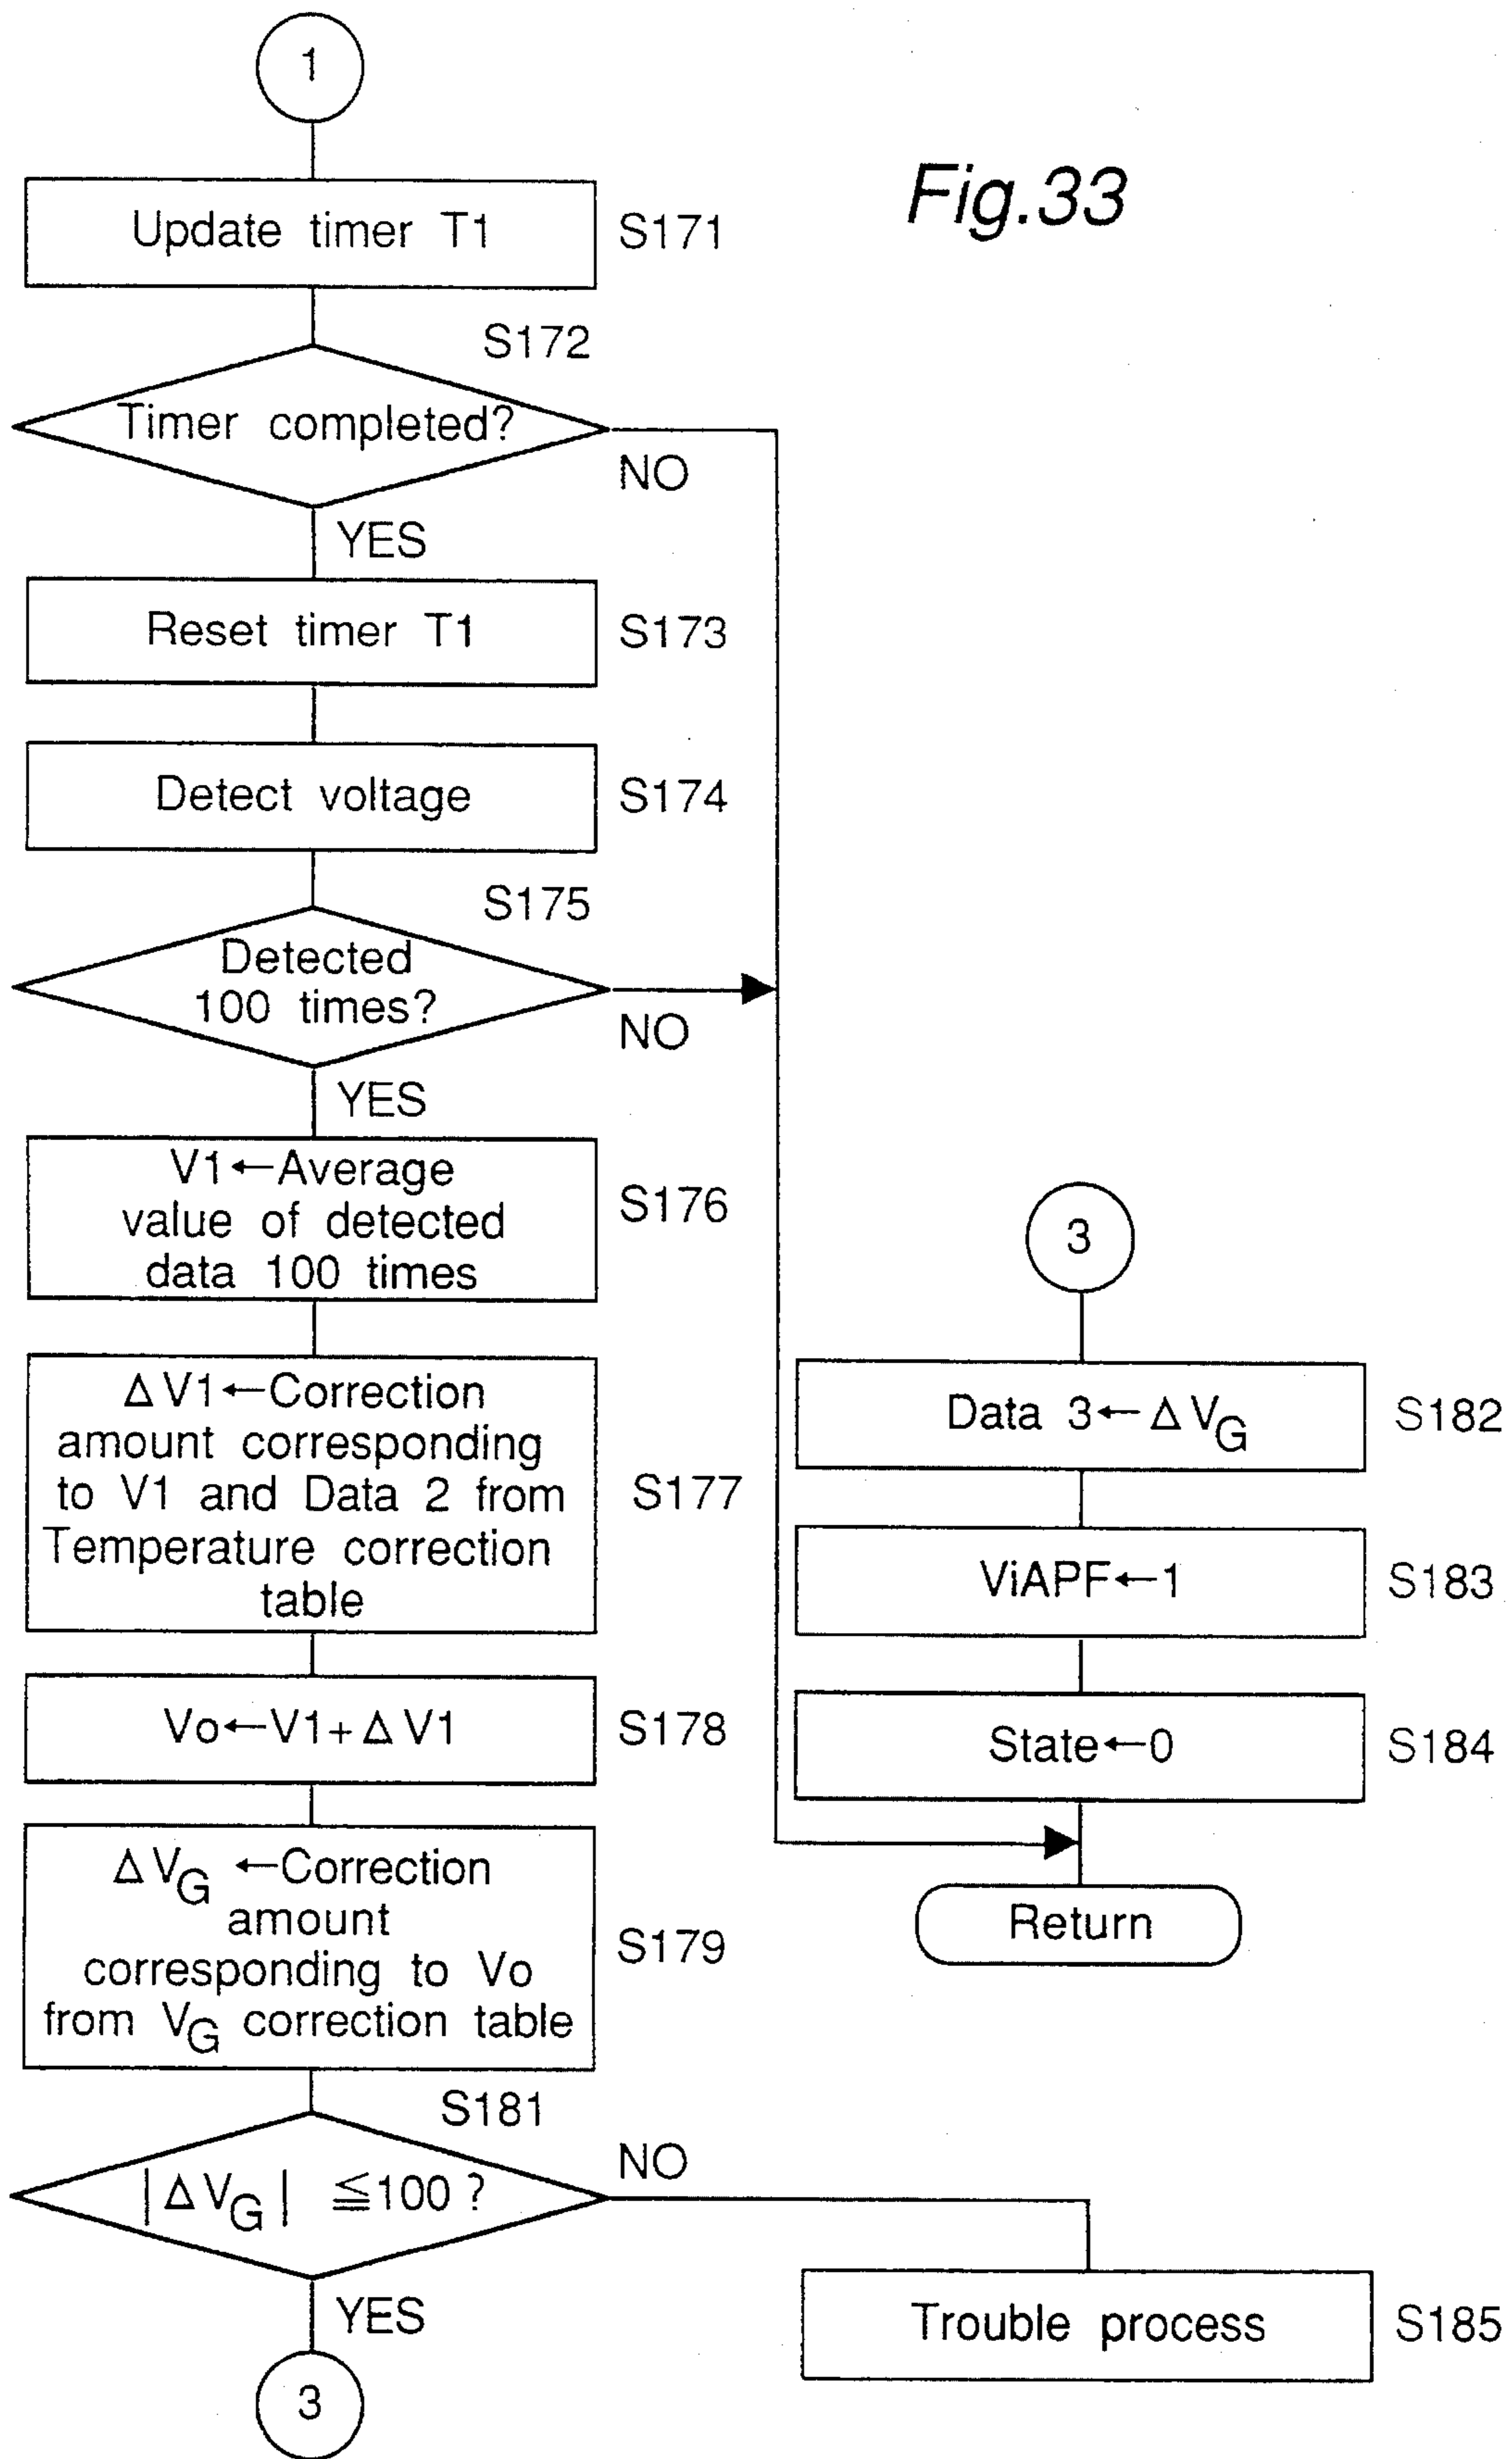 1
Fig.33
Update timer T1
S171
S172
Timer completed?
NO
YES
Reset timer T1
S173
Detect voltage
S174
S175
Detected
100 times?
NO
YES
V1←Average
value of detected
data 100 times
S176
ΔV1←Correction
amount corresponding
to V1 and Data 2 from
Temperature correction
table
S177
Vo←V1+ΔV1
S178
ΔVG ←Correction
amount
corresponding to Vo
from VG correction table
S179
S181
|ΔVG| ≦100 ?
NO
YES
3
3
Data 3←ΔVG
S182
ViAPF←1
S183
State←0
S184
Return
Trouble process
S185